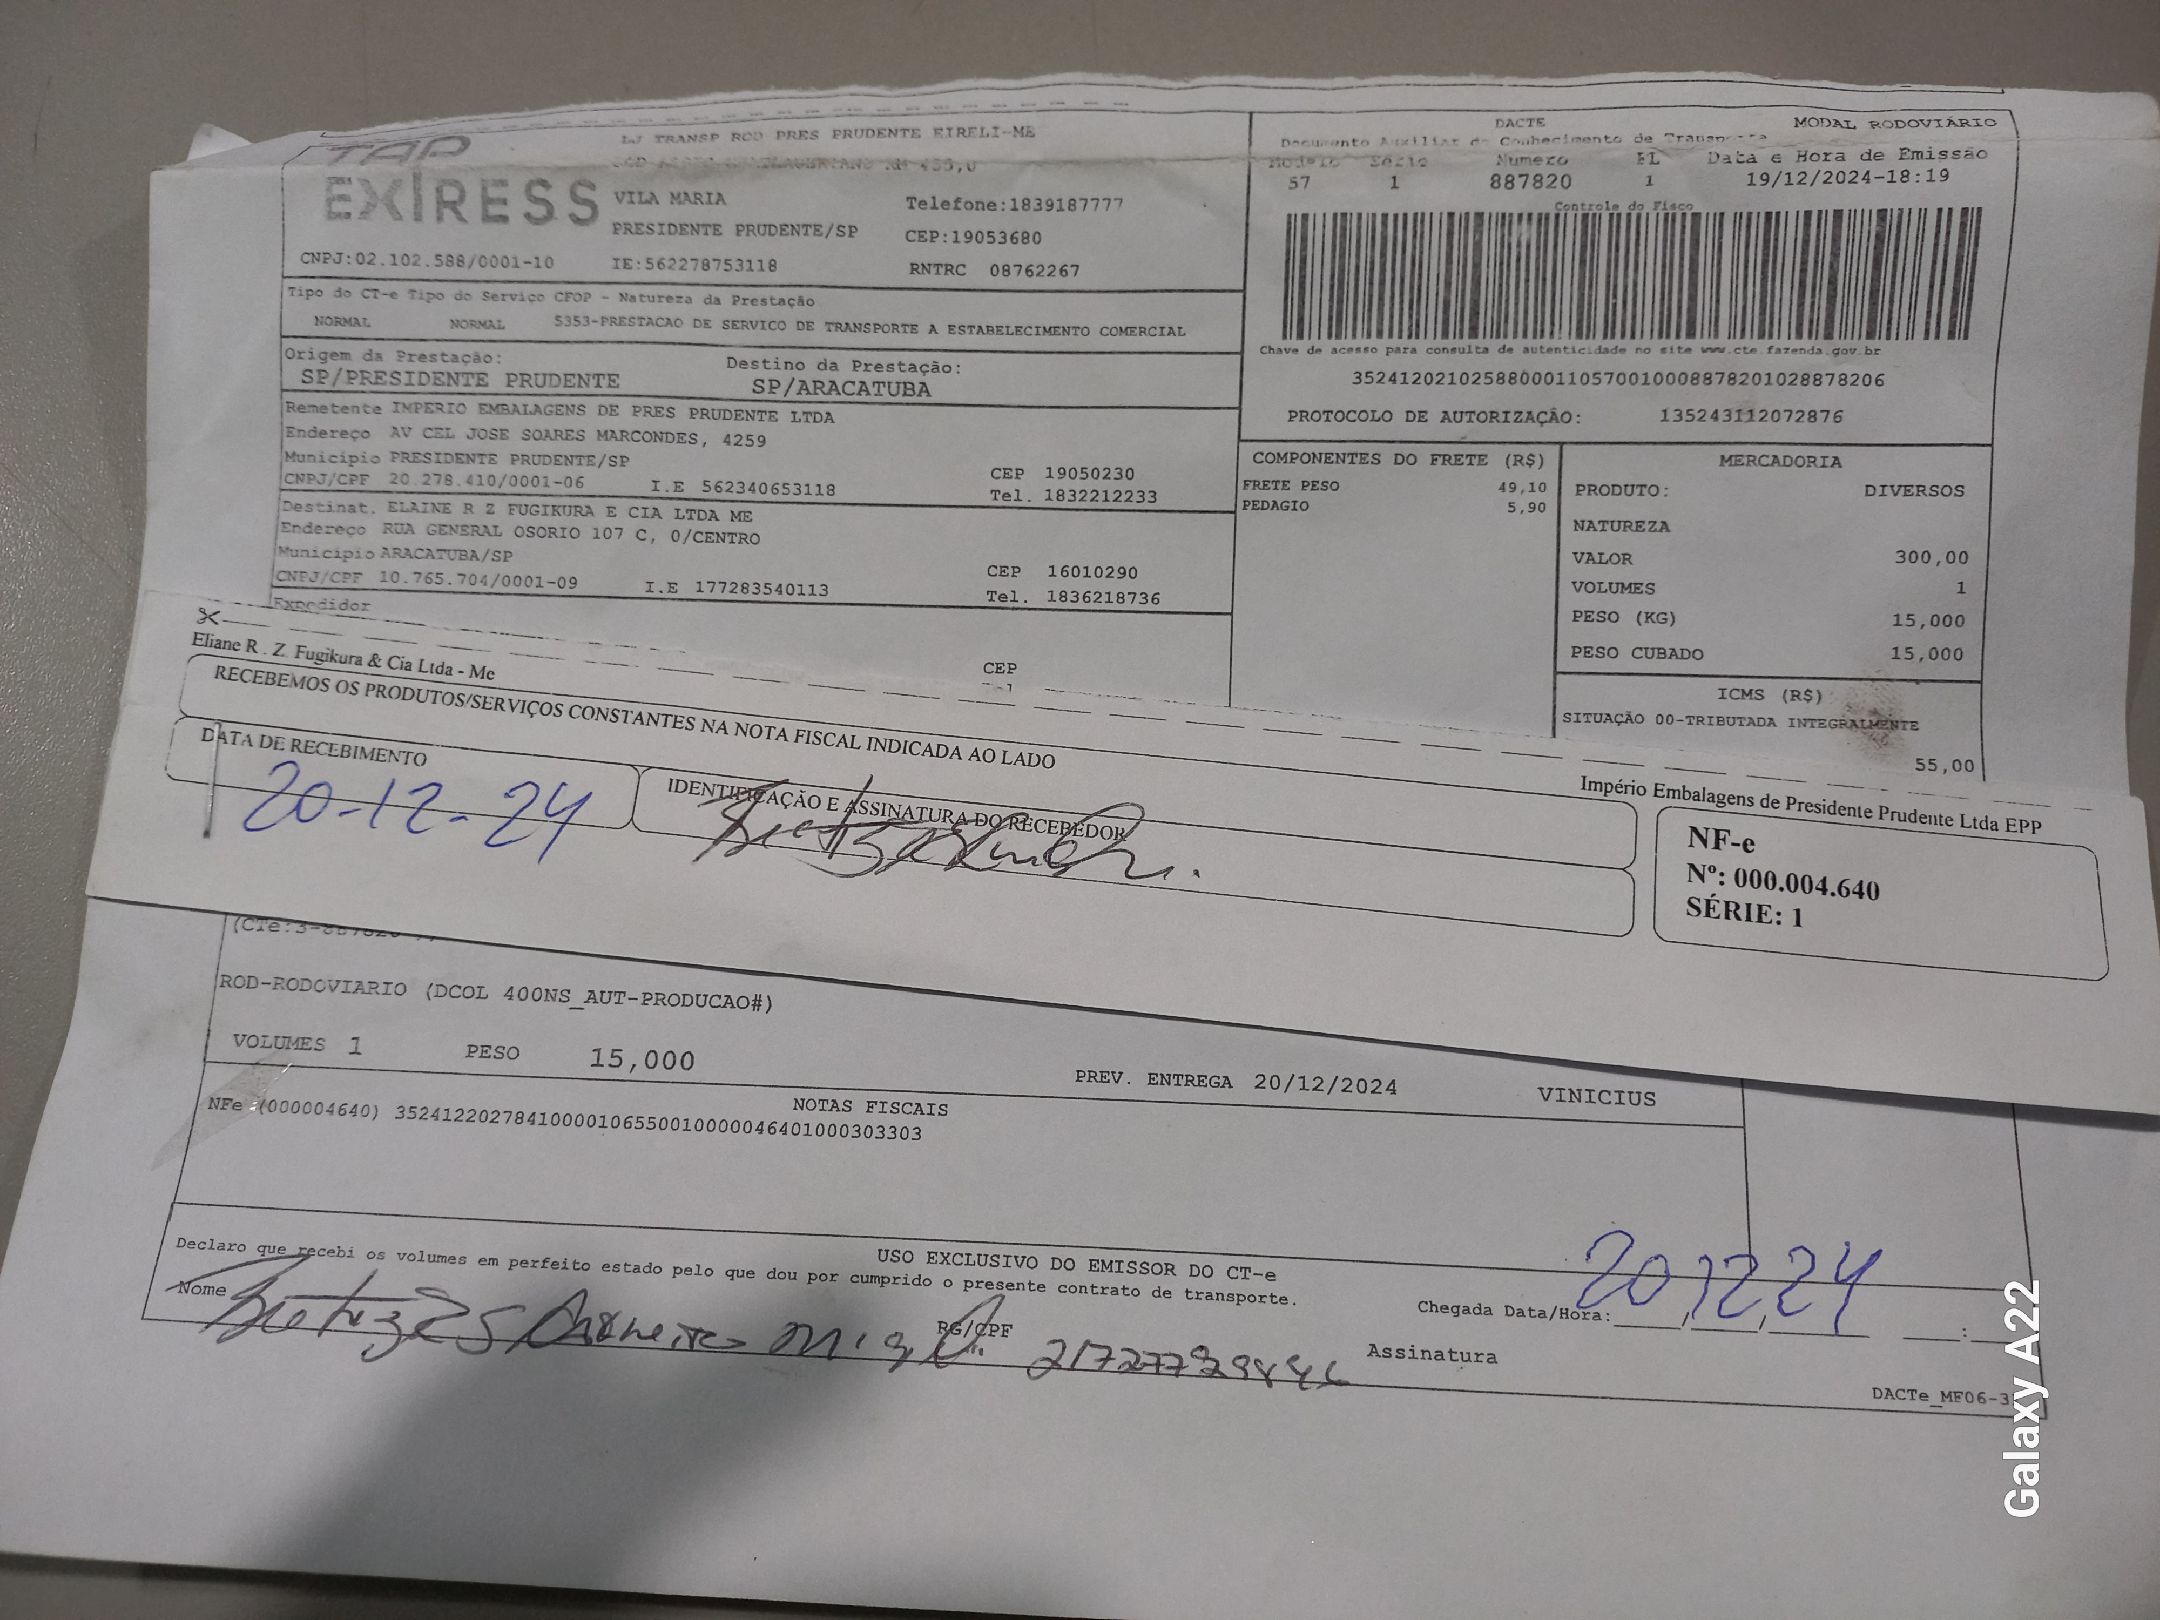 TAP
EXPRESS
LJ TRANSP ROD PRES PRUDENTE EIRELI-ME
VILA MARIA
Telefone:1839187777
PRESIDENTE PRUDENTE/SP
CEP:19053680
CNPJ:02.102.588/0001-10
IE:562278753118
RNTRC 08762267
DACTE
MODAL RODOVIÁRIO
Documento Auxiliar de Conhecimento de Transporte
Modelo Série Numero FL Data e Hora de Emissão
57 1 887820 1 19/12/2024-18:19
Controle do Fisco
Chave de acesso para consulta de autenticidade no site www.cte.fazenda.gov.br
35241202102588000110570010008878201028878206
PROTOCOLO DE AUTORIZAÇÃO: 135243112072876
Tipo do CT-e Tipo do Serviço CFOP - Natureza da Prestação
NORMAL NORMAL 5353-PRESTACAO DE SERVICO DE TRANSPORTE A ESTABELECIMENTO COMERCIAL
Origem da Prestação: Destino da Prestação:
SP/PRESIDENTE PRUDENTE SP/ARACATUBA
Remetente IMPERIO EMBALAGENS DE PRES PRUDENTE LTDA
Endereço AV CEL JOSE SOARES MARCONDES, 4259
Municipio PRESIDENTE PRUDENTE/SP CEP 19050230
CNPJ/CPF 20.278.410/0001-06 I.E 562340653118 Tel. 1832212233
Destinat. ELAINE R Z FUGIKURA E CIA LTDA ME
Endereço RUA GENERAL OSORIO 107 C, 0/CENTRO
Municipio ARACATUBA/SP CEP 16010290
CNPJ/CPF 10.765.704/0001-09 I.E 177283540113 Tel. 1836218736
Expedidor
CEP
COMPONENTES DO FRETE (R$)
FRETE PESO 49,10
PEDAGIO 5,90
MERCADORIA
PRODUTO: DIVERSOS
NATUREZA
VALOR 300,00
VOLUMES 1
PESO (KG) 15,000
PESO CUBADO 15,000
ICMS (R$)
SITUAÇÃO 00-TRIBUTADA INTEGRALMENTE
55,00
Eliane R . Z. Fugikura & Cia Ltda - Me
Império Embalagens de Presidente Prudente Ltda EPP
RECEBEMOS OS PRODUTOS/SERVIÇOS CONSTANTES NA NOTA FISCAL INDICADA AO LADO
DATA DE RECEBIMENTO
20-12-24
IDENTIFICAÇÃO E ASSINATURA DO RECEBEDOR
NF-e
Nº: 000.004.640
SÉRIE: 1
ROD-RODOVIARIO (DCOL 400NS_AUT-PRODUCAO#)
VOLUMES 1 PESO 15,000 PREV. ENTREGA 20/12/2024 VINICIUS
NOTAS FISCAIS
NFe :(000004640) 35241220278410000106550010000046401000303303
USO EXCLUSIVO DO EMISSOR DO CT-e
Declaro que recebi os volumes em perfeito estado pelo que dou por cumprido o presente contrato de transporte.
Nome
RG/CPF
Chegada Data/Hora: 20/12/24 :
Assinatura
DACTe_MF06-3
Galaxy A22